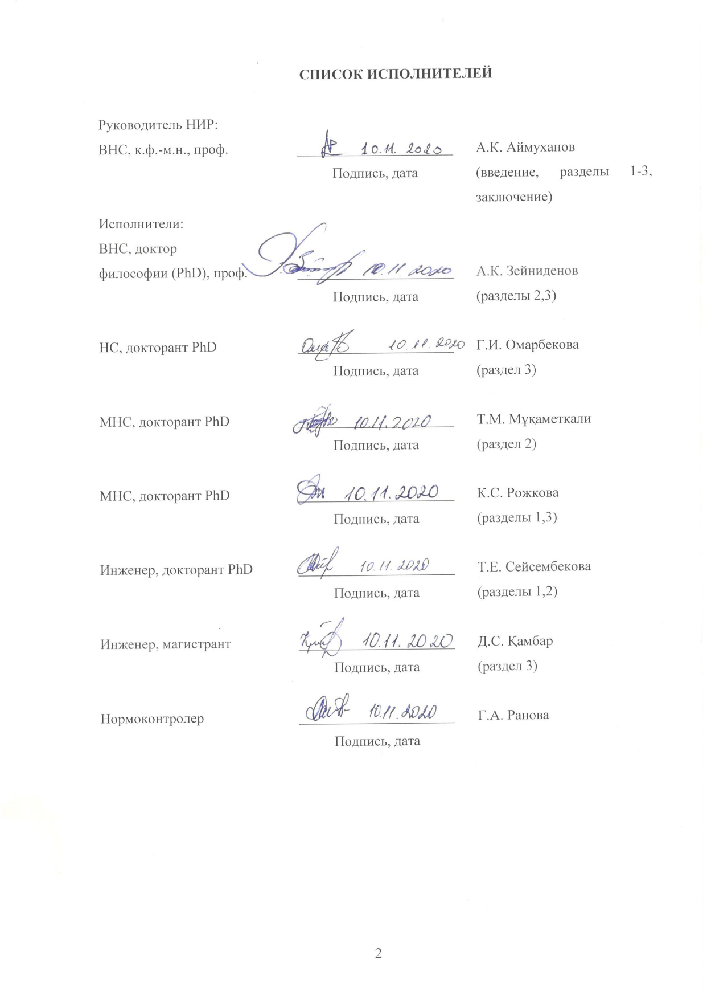 СПИСОК ИСПОЛНИТЕЛЕЙ
Руководитель НИР:
ВНС, к.ф.-м.н., проф. 10.11. 2020 А.К. Аймуханов
Подпись, дата (введение, разделы 1-3,
заключение)
Исполнители:
ВНС, доктор
философии (PhD), проф. 10.11.2020 А.К. Зейниденов
Подпись, дата (разделы 2,3)
НС, докторант PhD 10.11.2020 Г.И. Омарбекова
Подпись, дата (раздел 3)
МНС, докторант PhD 10.11.2020 Т.М. Мұқаметқали
Подпись, дата (раздел 2)
МНС, докторант PhD 10.11.2020 К.С. Рожкова
Подпись, дата (разделы 1,3)
Инженер, докторант PhD 10.11.2020 Т.Е. Сейсембекова
Подпись, дата (разделы 1,2)
Инженер, магистрант 10.11.2020 Д.С. Қамбар
Подпись, дата (раздел 3)
Нормоконтролер 10.11.2020 Г.А. Ранова
Подпись, дата
2